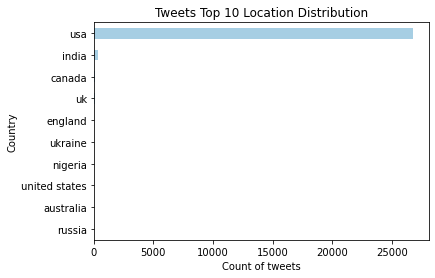 Tweets Top 10 Location Distribution
Country
usa
india
canada
uk
england
ukraine
nigeria
united states
australia
russia
0 5000 10000 15000 20000 25000
Count of tweets